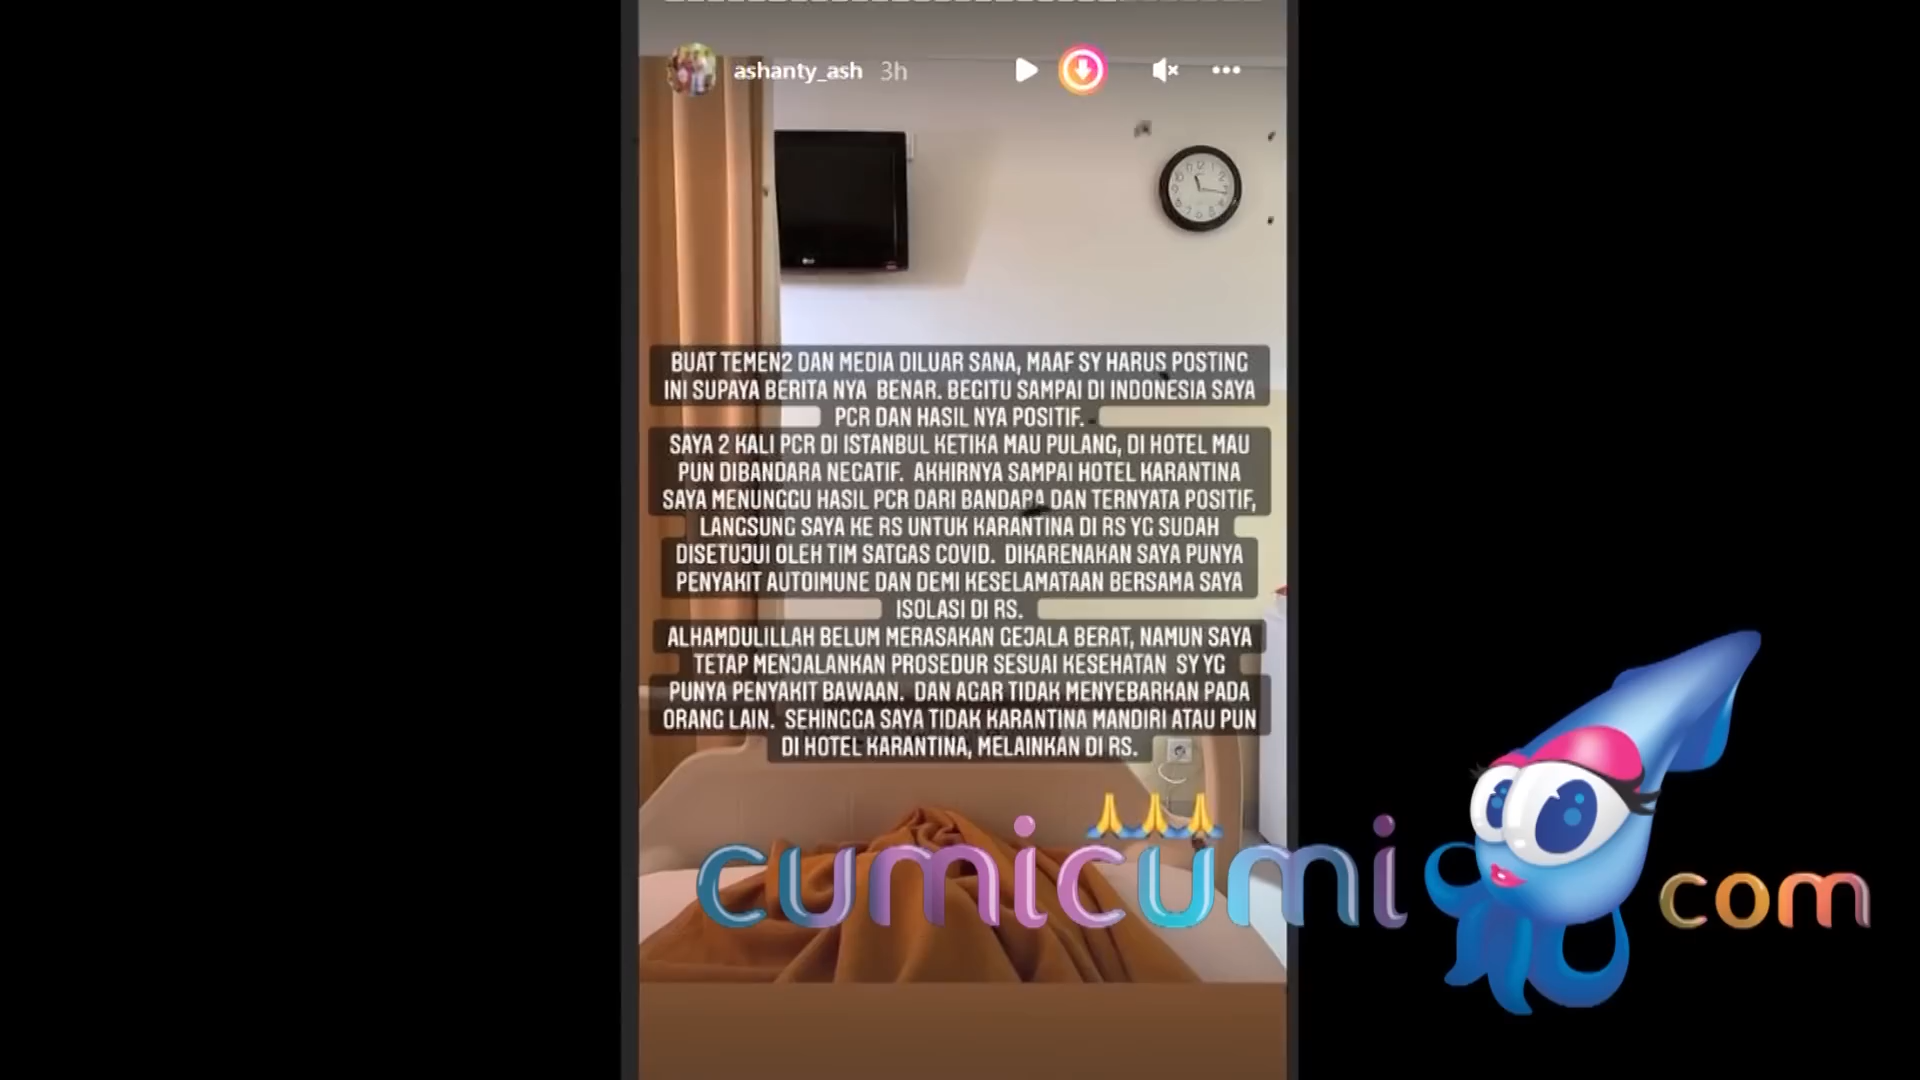 ashanty_ash 3h
BUAT TEMEN2 DAN MEDIA DILUAR SANA, MAAF SY HARUS POSTING
INI SUPAYA BERITA NYA BENAR. BEGITU SAMPAI DI INDONESIA SAYA
PCR DAN HASIL NYA POSITIF.
SAYA 2 KALI PCR DI ISTANBUL KETIKA MAU PULANG, DI HOTEL MAU
PUN DIBANDARA NEGATIF. AKHIRNYA SAMPAI HOTEL KARANTINA
SAYA MENUNGGU HASIL PCR DARI BANDARA DAN TERNYATA POSITIF,
LANGSUNG SAYA KE RS UNTUK KARANTINA DI RS YG SUDAH
DISETUJUI OLEH TIM SATGAS COVID. DIKARENAKAN SAYA PUNYA
PENYAKIT AUTOIMUNE DAN DEMI KESELAMATAAN BERSAMA SAYA
ISOLASI DI RS.
ALHAMDULILLAH BELUM MERASAKAN GEJALA BERAT, NAMUN SAYA
TETAP MENJALANKAN PROSEDUR SESUAI KESEHATAN SY YG
PUNYA PENYAKIT BAWAAN. DAN AGAR TIDAK MENYEBARKAN PADA
ORANG LAIN. SEHINGGA SAYA TIDAK KARANTINA MANDIRI ATAU PUN
DI HOTEL KARANTINA, MELAINKAN DI RS.
🙏🙏🙏
cumicumi com